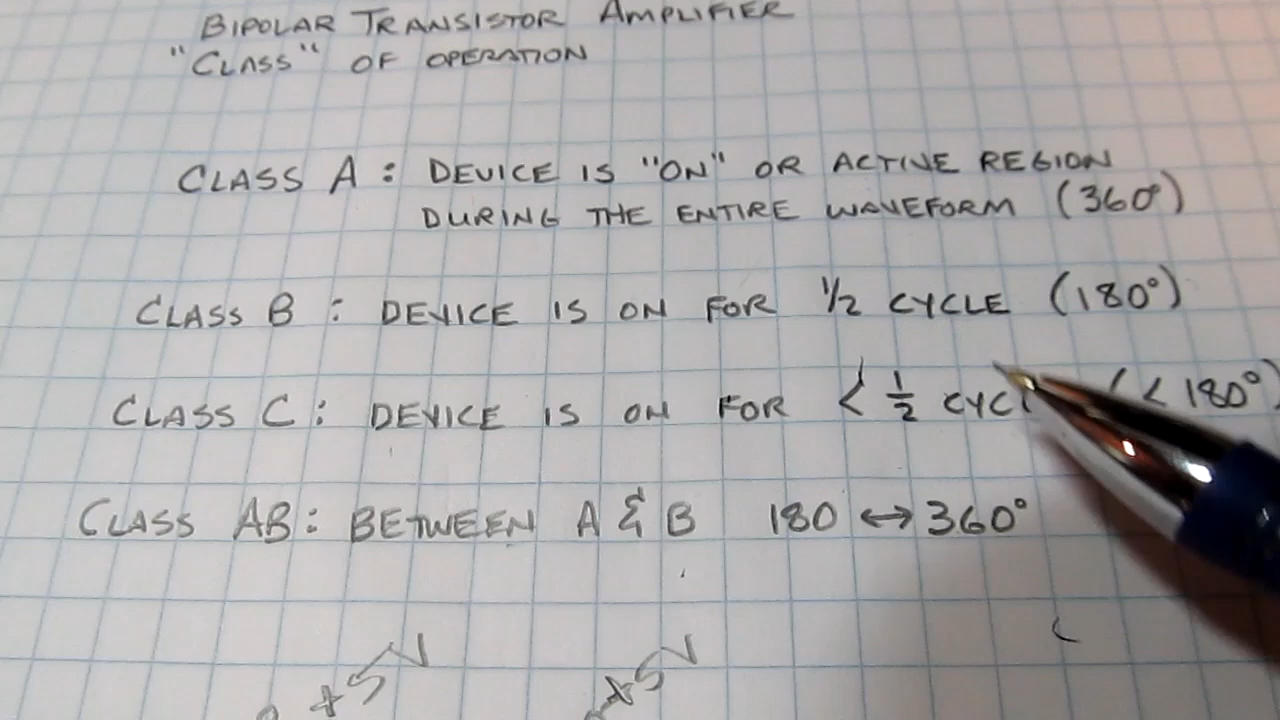 BIPOLAR TRANSISTOR AMPLIFIER
"CLASS" OF OPERATION
CLASS A : DEVICE IS "ON" OR ACTIVE REGION
DURING THE ENTIRE WAVEFORM (360°)
CLASS B : DEVICE IS ON FOR 1/2 CYCLE (180°)
CLASS C : DEVICE IS ON FOR < 1/2 CYCL (< 180°)
CLASS AB : BETWEEN A & B 180 ↔ 360°
+5V +5V